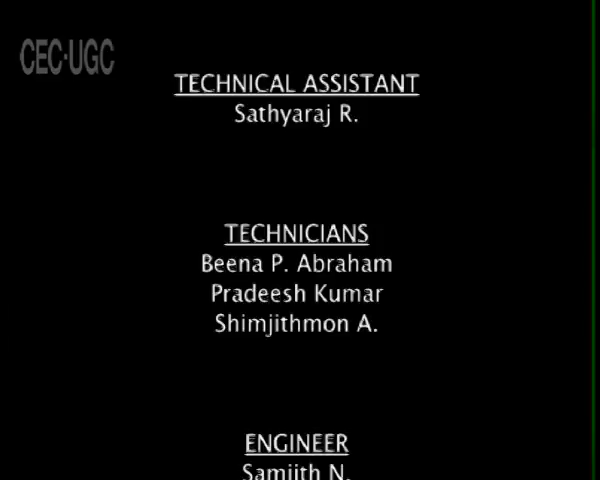 CEC-UGC
TECHNICAL ASSISTANT
Sathyaraj R.
TECHNICIANS
Beena P. Abraham
Pradeesh Kumar
Shimjithmon A.
ENGINEER
Samjith N.